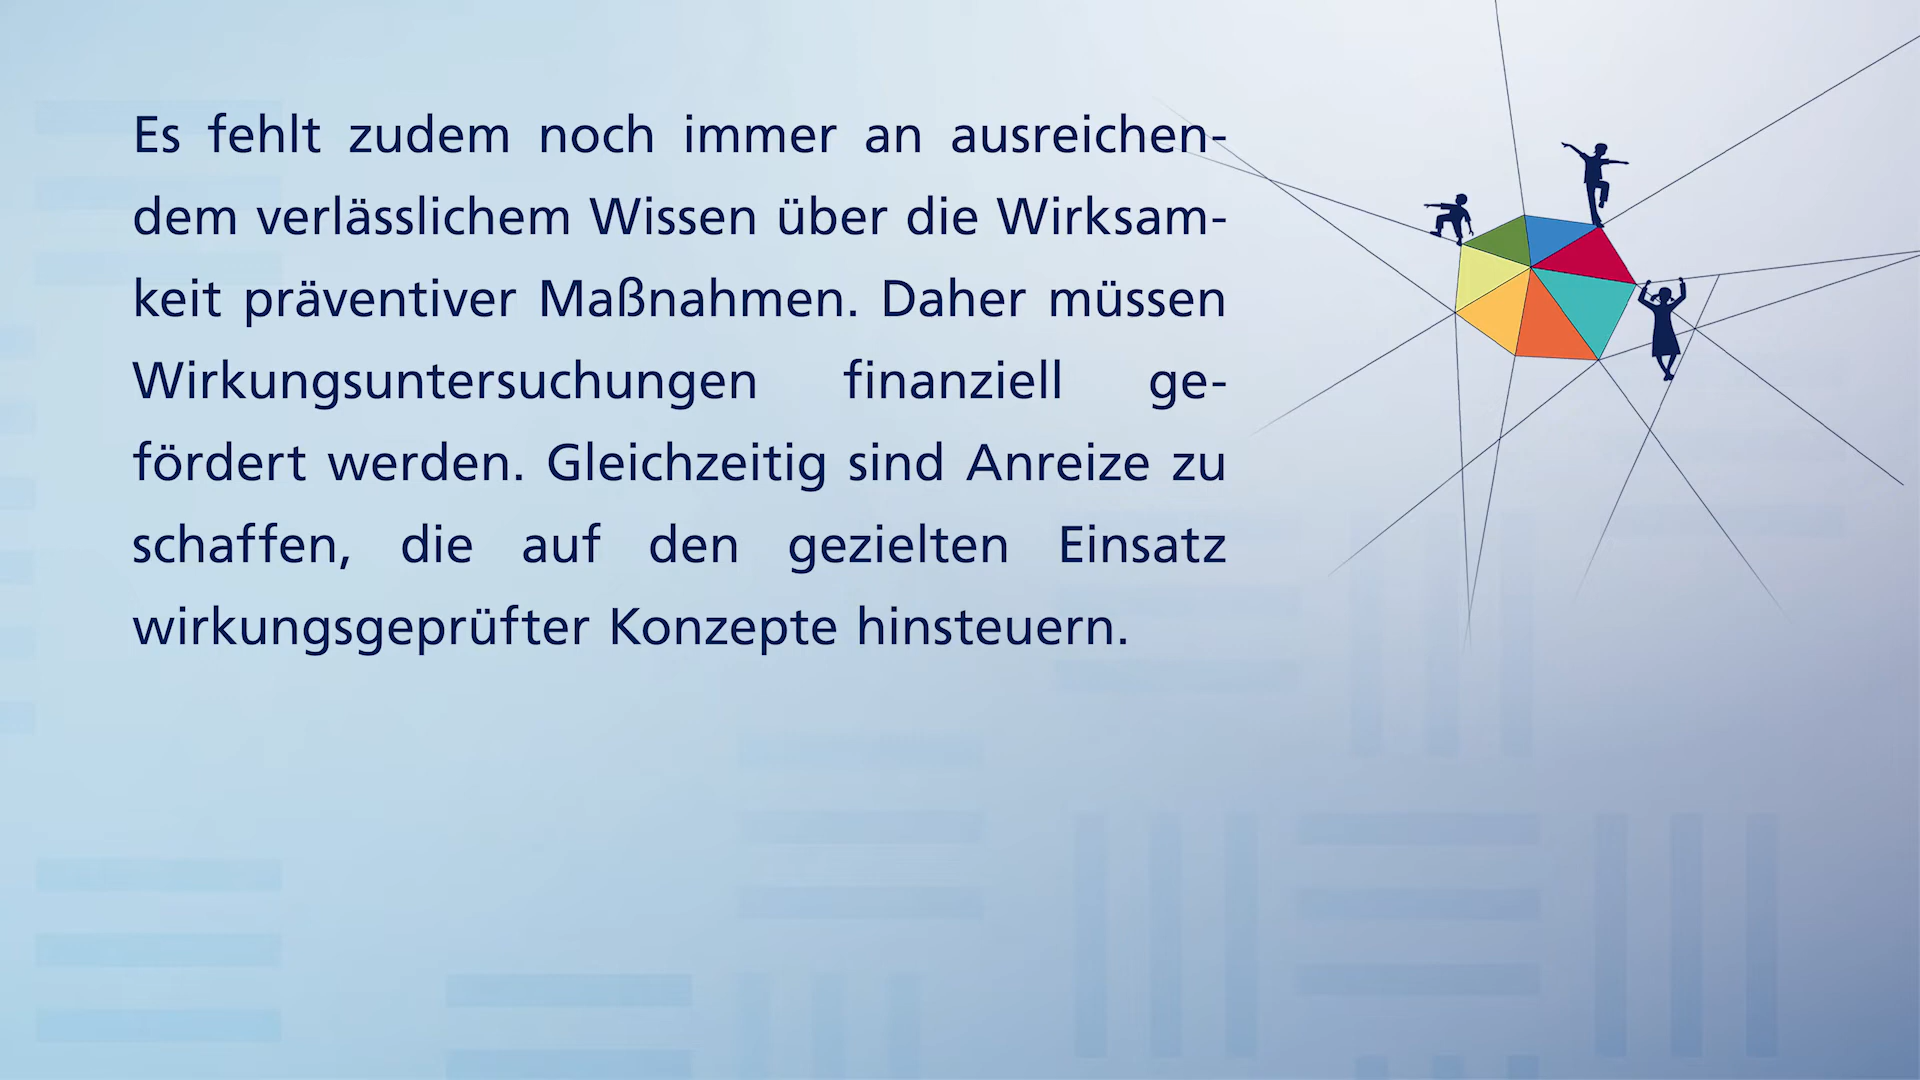 Es fehlt zudem noch immer an ausreichen-
dem verlässlichem Wissen über die Wirksam-
keit präventiver Maßnahmen. Daher müssen
Wirkungsuntersuchungen finanziell ge-
fördert werden. Gleichzeitig sind Anreize zu
schaffen, die auf den gezielten Einsatz
wirkungsgeprüfter Konzepte hinsteuern.